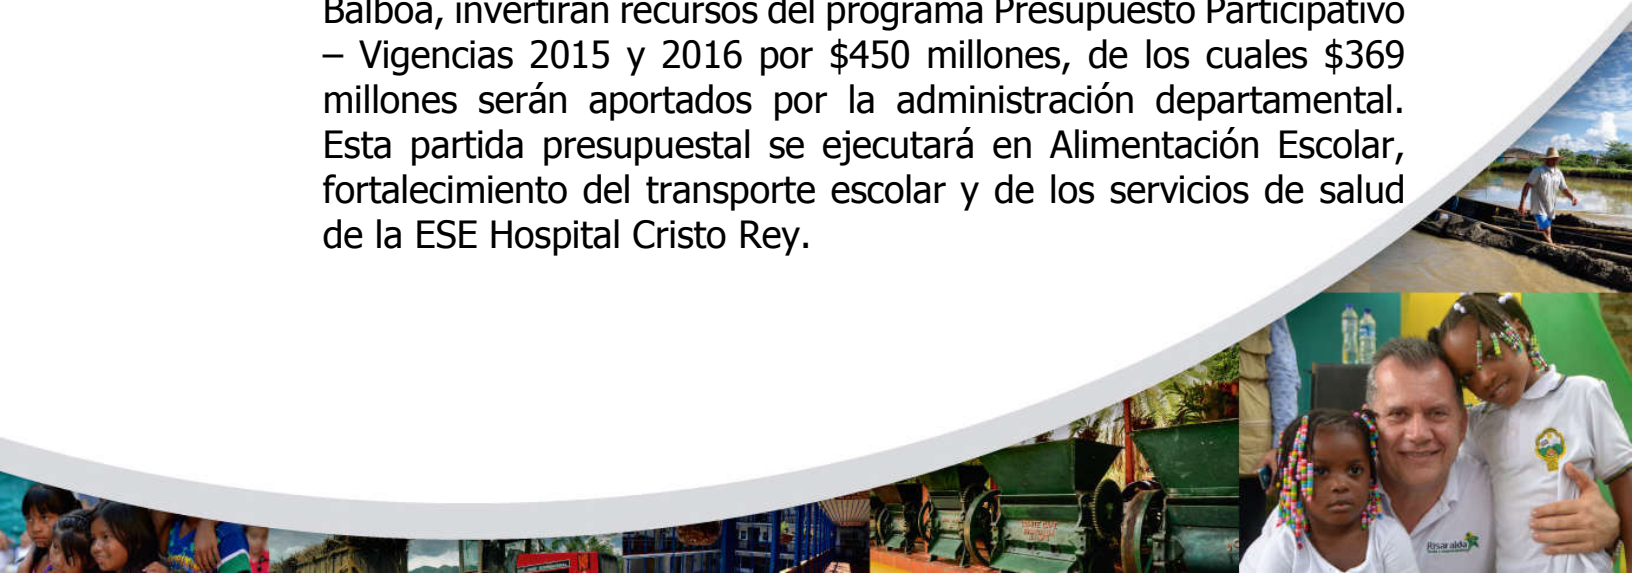 Balboa, invertirán recursos del programa Presupuesto Participativo
– Vigencias 2015 y 2016 por $450 millones, de los cuales $369
millones serán aportados por la administración departamental.
Esta partida presupuestal se ejecutará en Alimentación Escolar,
fortalecimiento del transporte escolar y de los servicios de salud
de la ESE Hospital Cristo Rey.
Risaralda